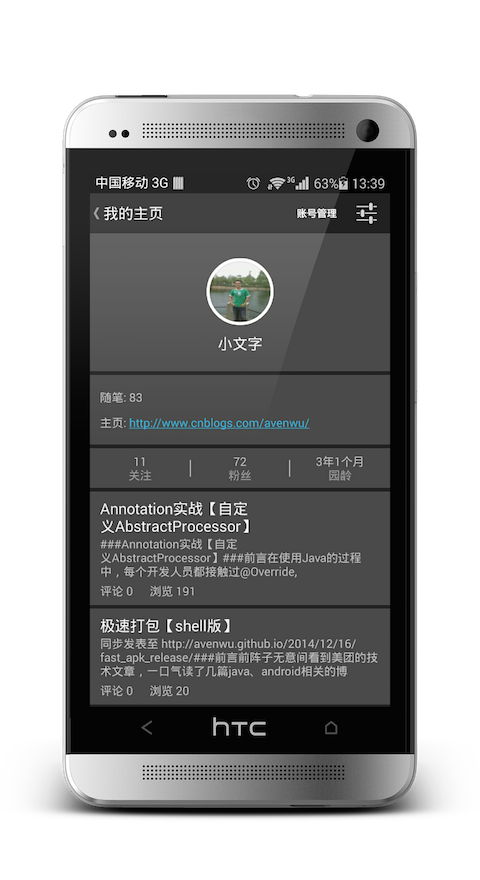 中国移动 3G 3G 63% 13:39
我的主页 账号管理
小文字
随笔: 83
主页: http://www.cnblogs.com/avenwu/
11 72 3年1个月
关注 粉丝 园龄
Annotation实战【自定
义AbstractProcessor】
###Annotation实战【自定
义AbstractProcessor】###前言在使用Java的过程
中，每个开发人员都接触过@Override,
评论 0 浏览 191
极速打包【shell版】
同步发表至 http://avenwu.github.io/2014/12/16/
fast_apk_release/###前言前阵子无意间看到美团的技
术文章，一口气读了几篇java、android相关的博
评论 0 浏览 20
hTC